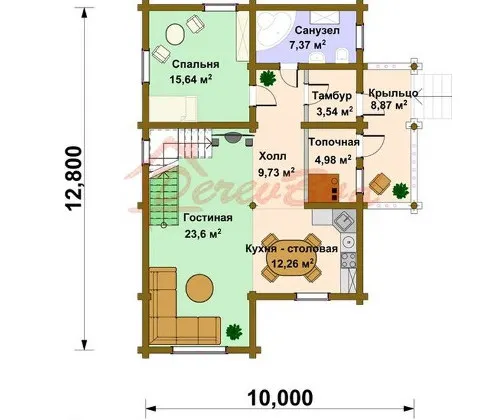 Санузел
7,37 м²
Спальня
15,64 м²
Тамбур
3,54 м²
Крыльцо
8,87 м²
Топочная
4,98 м²
Холл
9,73 м²
DerevDom
Гостиная
23,6 м²
Кухня - столовая
12,26 м²
12,800
10,000